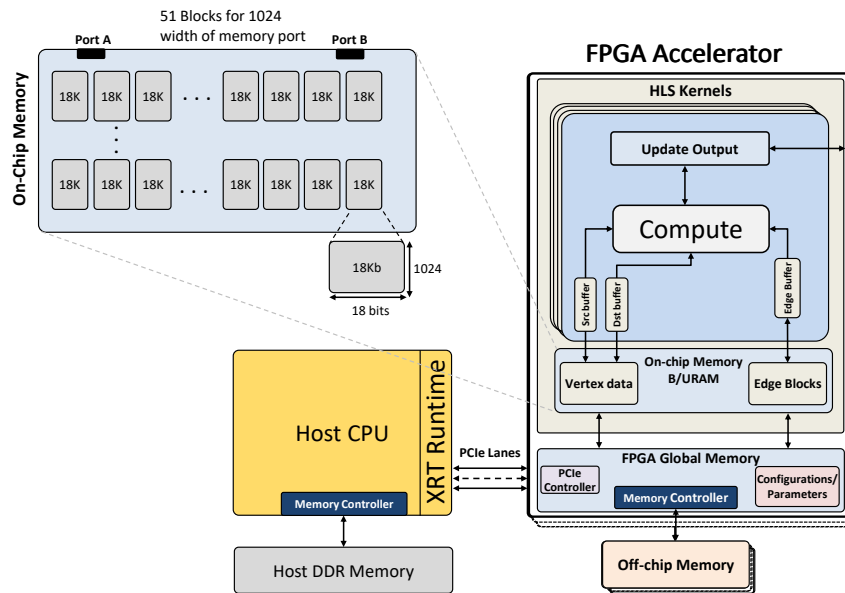 51 Blocks for 1024
width of memory port
Port A
Port B
On-Chip Memory
18K 18K 18K . . . 18K 18K 18K 18K
18K 18K 18K . . . 18K 18K 18K 18K
18Kb
1024
18 bits
FPGA Accelerator
HLS Kernels
Update Output
Compute
Src buffer
Dst buffer
Edge Buffer
On-chip Memory
B/URAM
Vertex data
Edge Blocks
Host CPU
XRT Runtime
Memory Controller
Host DDR Memory
PCIe Lanes
FPGA Global Memory
PCIe
Controller
Memory Controller
Configurations/
Parameters
Off-chip Memory